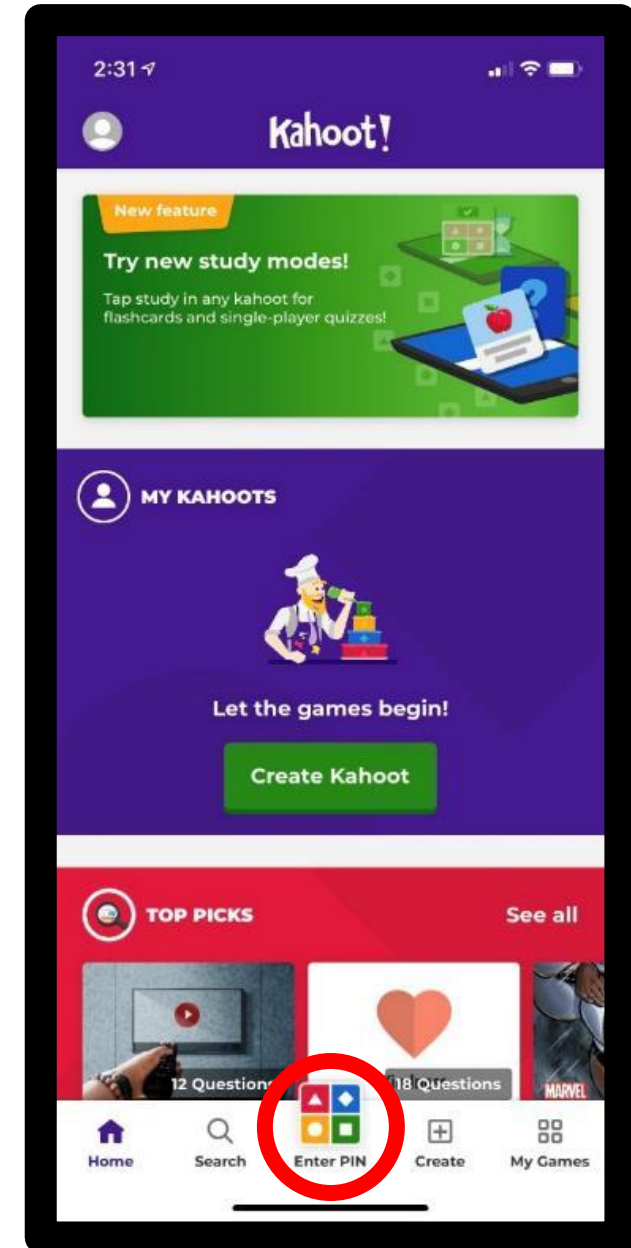 2:31
Kahoot!
New feature
Try new study modes!
Tap study in any kahoot for
flashcards and single-player quizzes!
MY KAHOOTS
Let the games begin!
Create Kahoot
TOP PICKS
See all
12 Questions
18 Questions
MARVEL
Home
Search
Enter PIN
Create
My Games